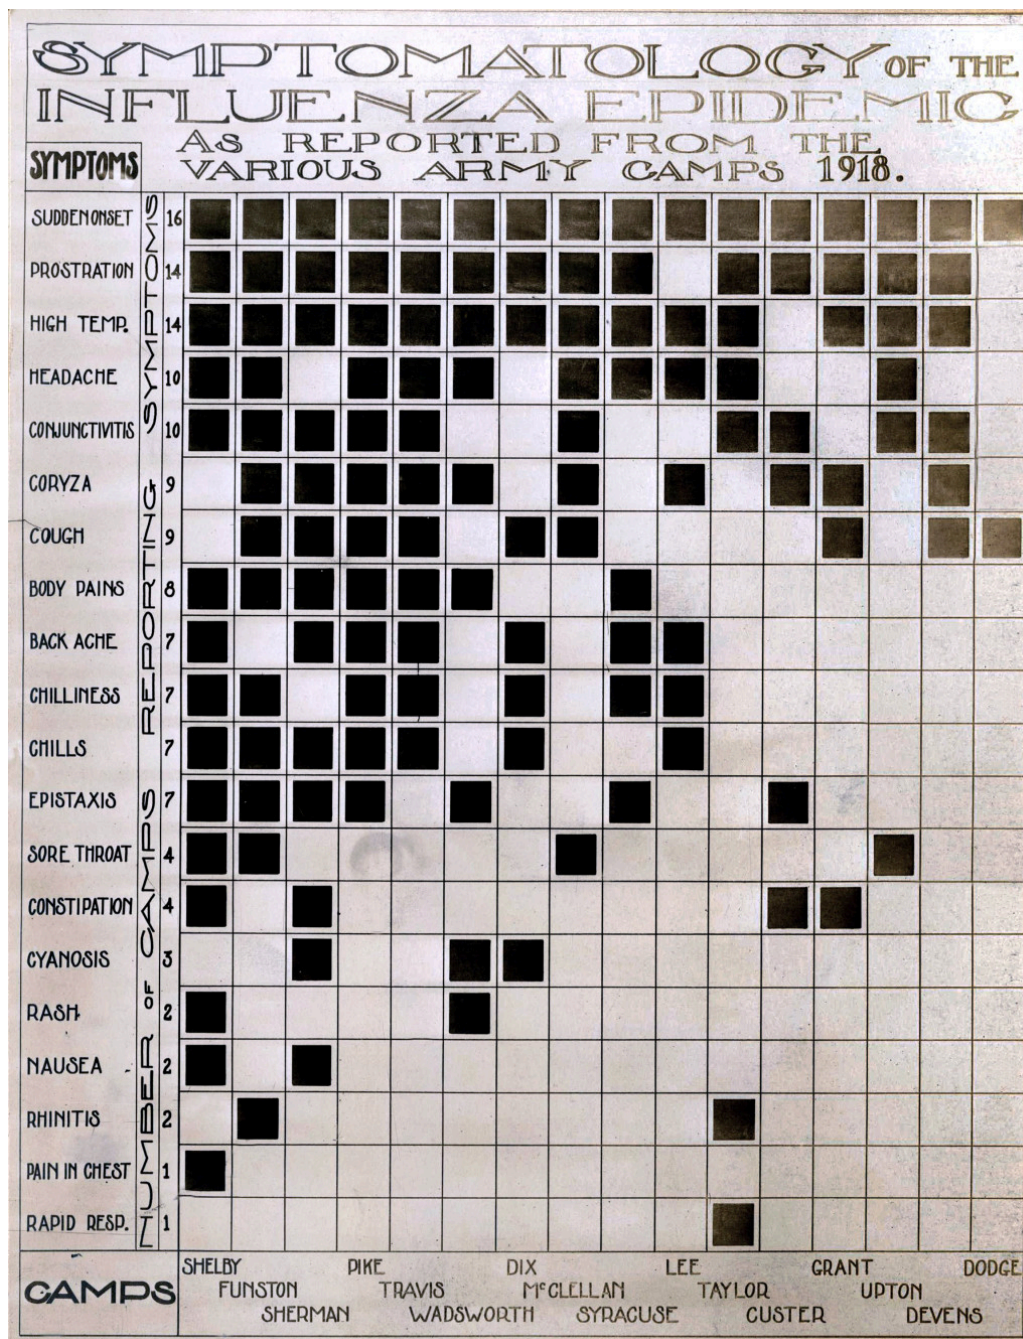 SYMPTOMATOLOGY OF THE
INFLUENZA EPIDEMIC
AS REPORTED FROM THE
VARIOUS ARMY CAMPS 1918.
SYMPTOMS
NUMBER OF CAMPS REPORTING SYMPTOMS
SUDDEN ONSET 16
PROSTRATION 14
HIGH TEMP. 14
HEADACHE 10
CONJUNCTIVITIS 10
CORYZA 9
COUGH 9
BODY PAINS 8
BACK ACHE 7
CHILLINESS 7
CHILLS 7
EPISTAXIS 7
SORE THROAT 4
CONSTIPATION 4
CYANOSIS 3
RASH 2
NAUSEA 2
RHINITIS 2
PAIN IN CHEST 1
RAPID RESP. 1
CAMPS
SHELBY PIKE DIX LEE GRANT DODGE
FUNSTON TRAVIS McCLELLAN TAYLOR UPTON
SHERMAN WADSWORTH SYRACUSE CUSTER DEVENS